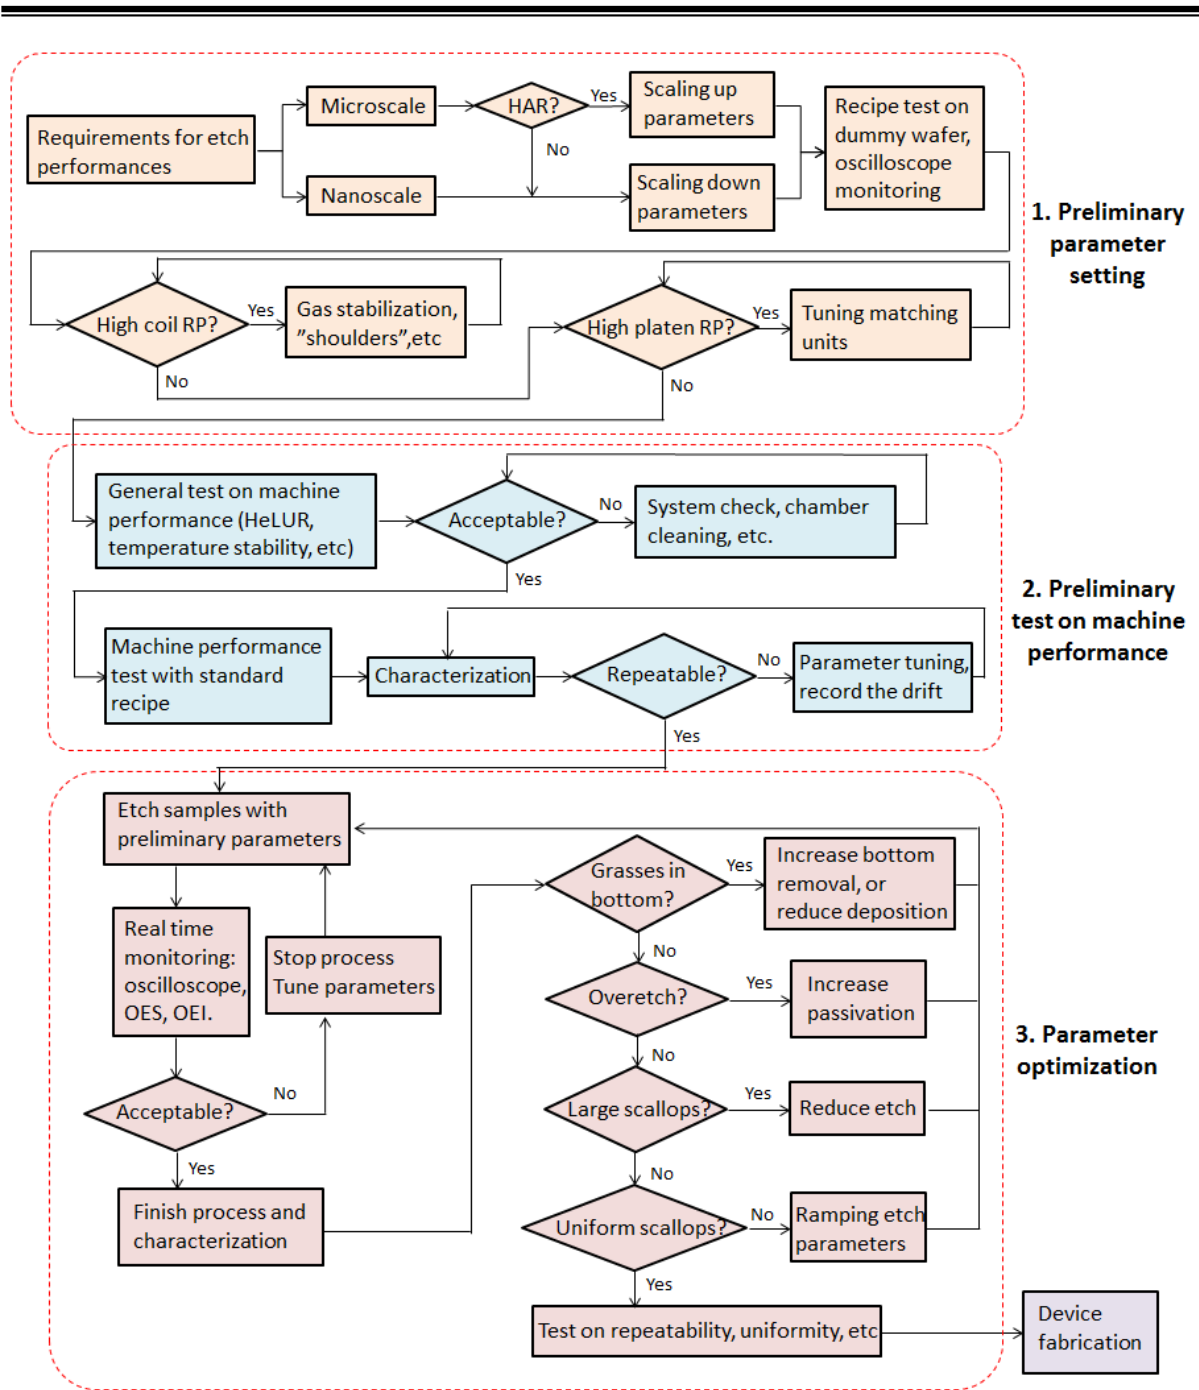 Requirements for etch
performances
Microscale
HAR?
Yes
No
Nanoscale
Scaling up
parameters
Scaling down
parameters
Recipe test on
dummy wafer,
oscilloscope
monitoring
1. Preliminary
parameter
setting
High coil RP?
Yes
No
Gas stabilization,
”shoulders”,etc
High platen RP?
Yes
No
Tuning matching
units
General test on machine
performance (HeLUR,
temperature stability, etc)
Acceptable?
No
Yes
System check, chamber
cleaning, etc.
2. Preliminary
test on machine
performance
Machine performance
test with standard
recipe
Characterization
Repeatable?
No
Yes
Parameter tuning,
record the drift
Etch samples with
preliminary parameters
Real time
monitoring:
oscilloscope,
OES, OEI.
Stop process
Tune parameters
Acceptable?
No
Yes
Finish process and
characterization
Grasses in
bottom?
Yes
No
Increase bottom
removal, or
reduce deposition
Overetch?
Yes
No
Increase
passivation
3. Parameter
optimization
Large scallops?
Yes
No
Reduce etch
Uniform scallops?
No
Yes
Ramping etch
parameters
Test on repeatability, uniformity, etc
Device
fabrication